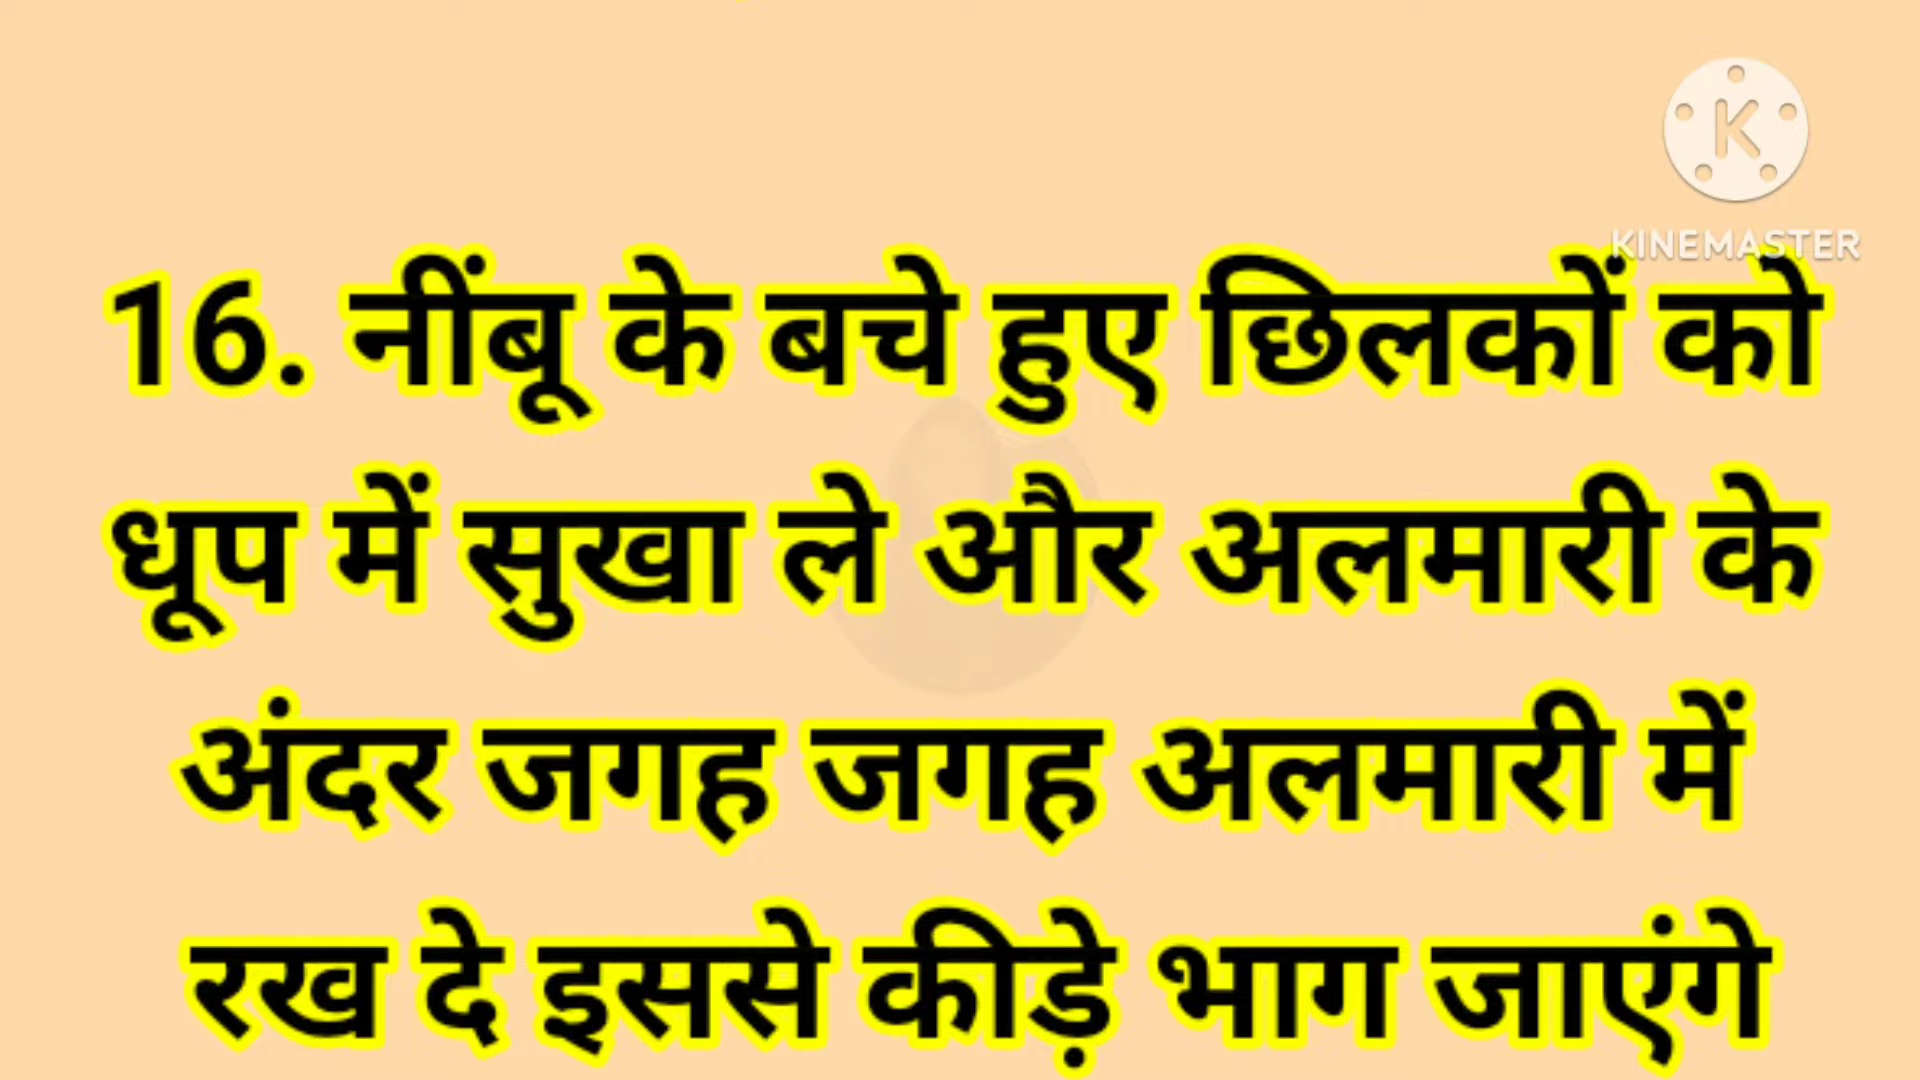 K
KINEMASTER
16. नींबू के बचे हुए छिलकों को
धूप में सुखा ले और अलमारी के
अंदर जगह जगह अलमारी में
रख दे इससे कीड़े भाग जाएंगे